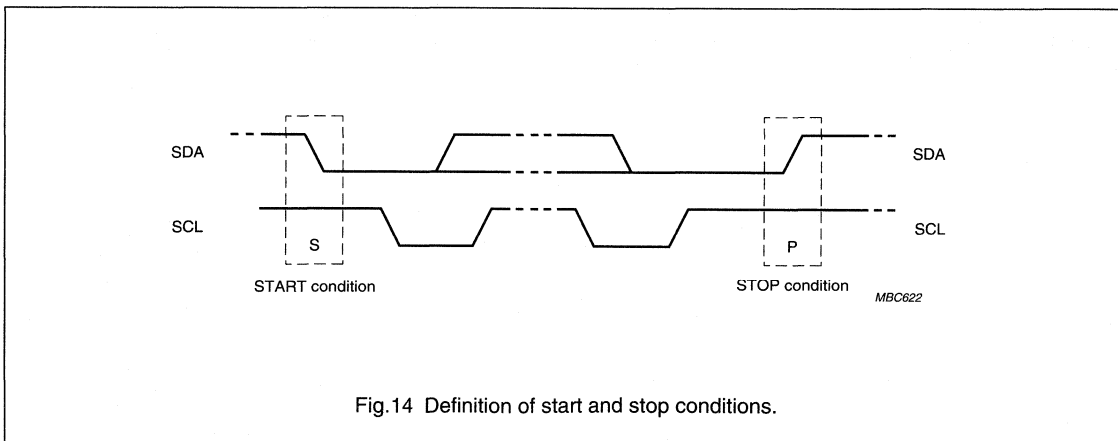 SDA
SDA
SCL
SCL
S
P
START condition
STOP condition
MBC622
Fig.14 Definition of start and stop conditions.